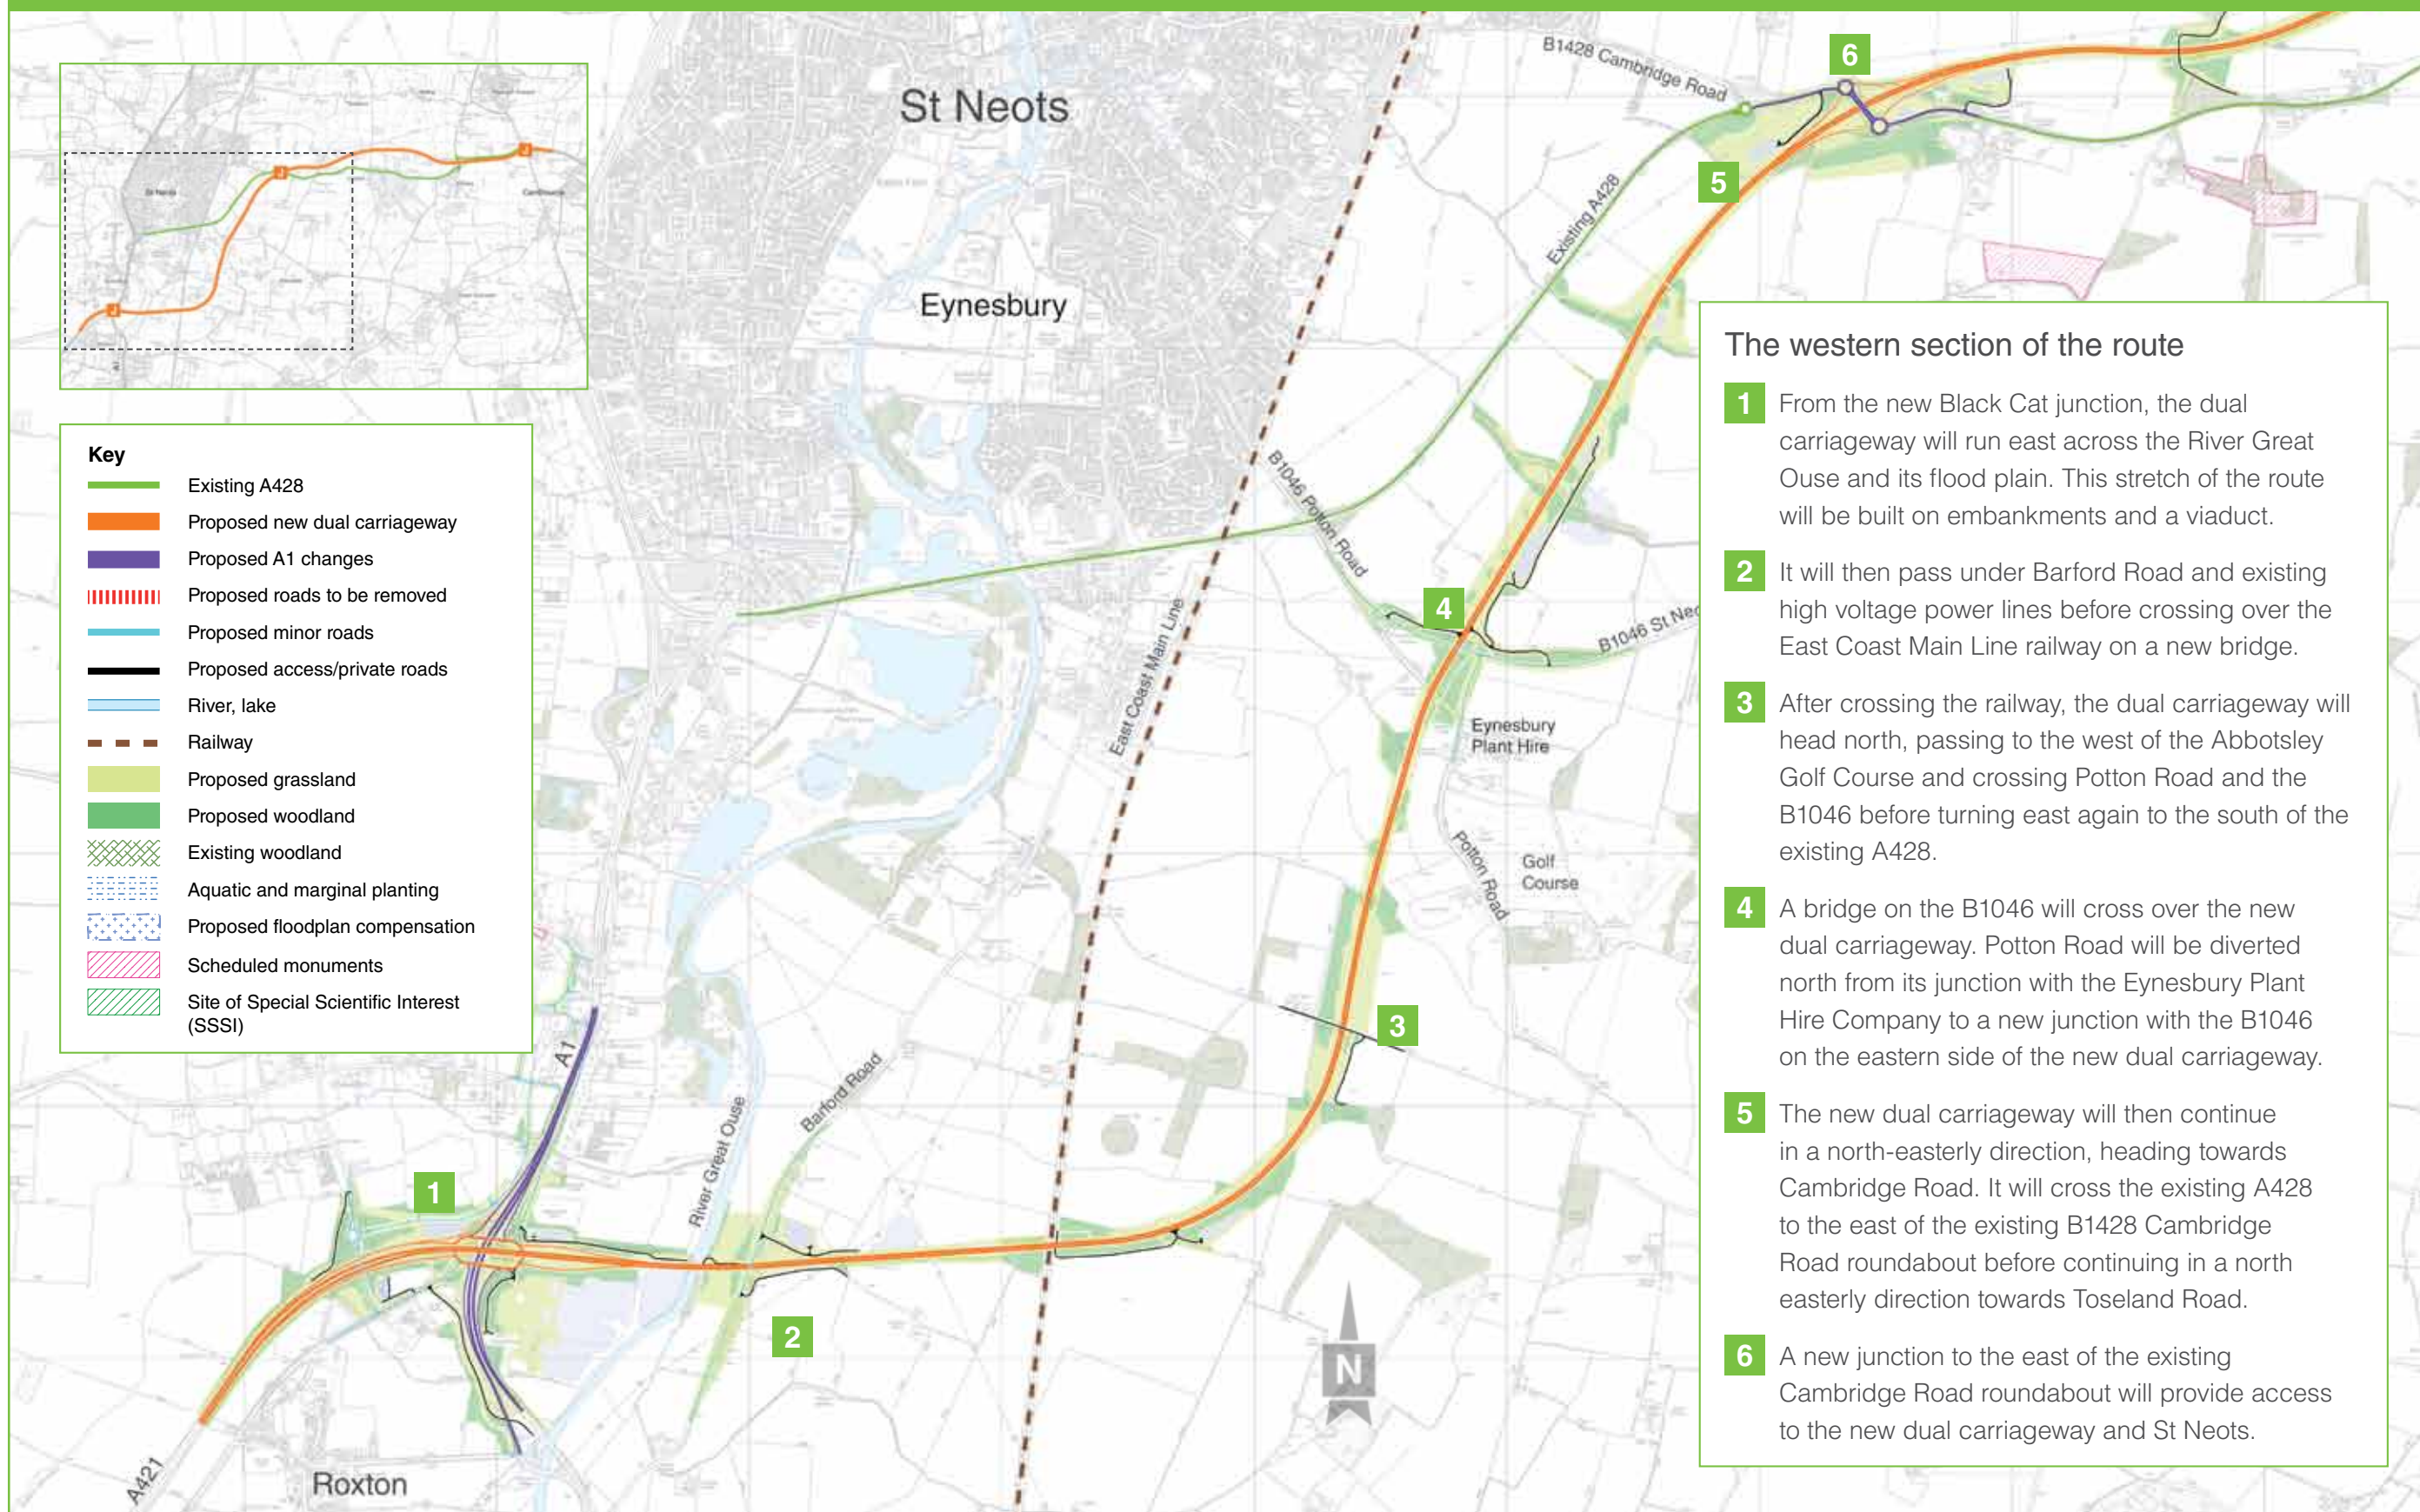 St Neots
Eynesbury
B1428 Cambridge Road
6
5
Existing A428
B1046 Potton Road
4
B1046 St Neo
East Coast Main Line
Eynesbury
Plant Hire
Potton Road
Golf
Course
3
A1
1
River Great Ouse
Barford Road
2
N
A421
Roxton
St Neots
Cambourne
J
J
J
A1
Key
Existing A428
Proposed new dual carriageway
Proposed A1 changes
Proposed roads to be removed
Proposed minor roads
Proposed access/private roads
River, lake
Railway
Proposed grassland
Proposed woodland
Existing woodland
Aquatic and marginal planting
Proposed floodplan compensation
Scheduled monuments
Site of Special Scientific Interest
(SSSI)
The western section of the route
1 From the new Black Cat junction, the dual
carriageway will run east across the River Great
Ouse and its flood plain. This stretch of the route
will be built on embankments and a viaduct.
2 It will then pass under Barford Road and existing
high voltage power lines before crossing over the
East Coast Main Line railway on a new bridge.
3 After crossing the railway, the dual carriageway will
head north, passing to the west of the Abbotsley
Golf Course and crossing Potton Road and the
B1046 before turning east again to the south of the
existing A428.
4 A bridge on the B1046 will cross over the new
dual carriageway. Potton Road will be diverted
north from its junction with the Eynesbury Plant
Hire Company to a new junction with the B1046
on the eastern side of the new dual carriageway.
5 The new dual carriageway will then continue
in a north-easterly direction, heading towards
Cambridge Road. It will cross the existing A428
to the east of the existing B1428 Cambridge
Road roundabout before continuing in a north
easterly direction towards Toseland Road.
6 A new junction to the east of the existing
Cambridge Road roundabout will provide access
to the new dual carriageway and St Neots.